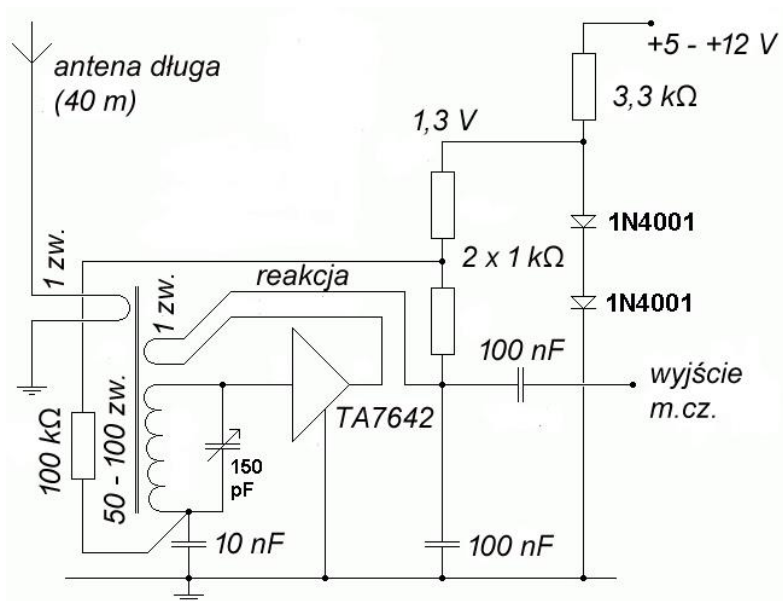 +5 - +12 V
antena długa
(40 m)
3,3 kΩ
1,3 V
1N4001
1 zw.
1 zw.
reakcja
2 x 1 kΩ
1N4001
100 nF
wyjście
m.cz.
TA7642
100 kΩ
50 - 100 zw.
150
pF
10 nF
100 nF